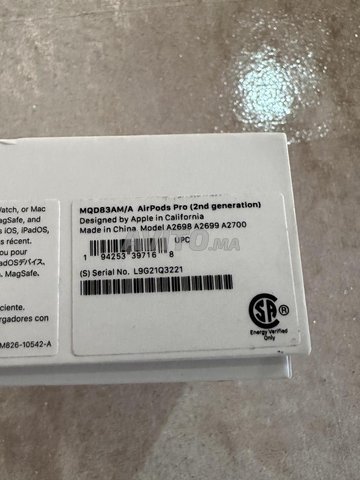 Watch, or Mac
MagSafe, and
s iOS, iPadOS,
s récent.
adOSデバイス、
. MagSafe.
ciente.
rgadores con
M826-10542-A
MQD83AM/A AirPods Pro (2nd generation)
Designed by Apple in California
Made in China Model A2698 A2699 A2700
UPC
1 94253 39716 8
(S) Serial No. L9G21Q3221
SA
Energy Verified
Only
.MA